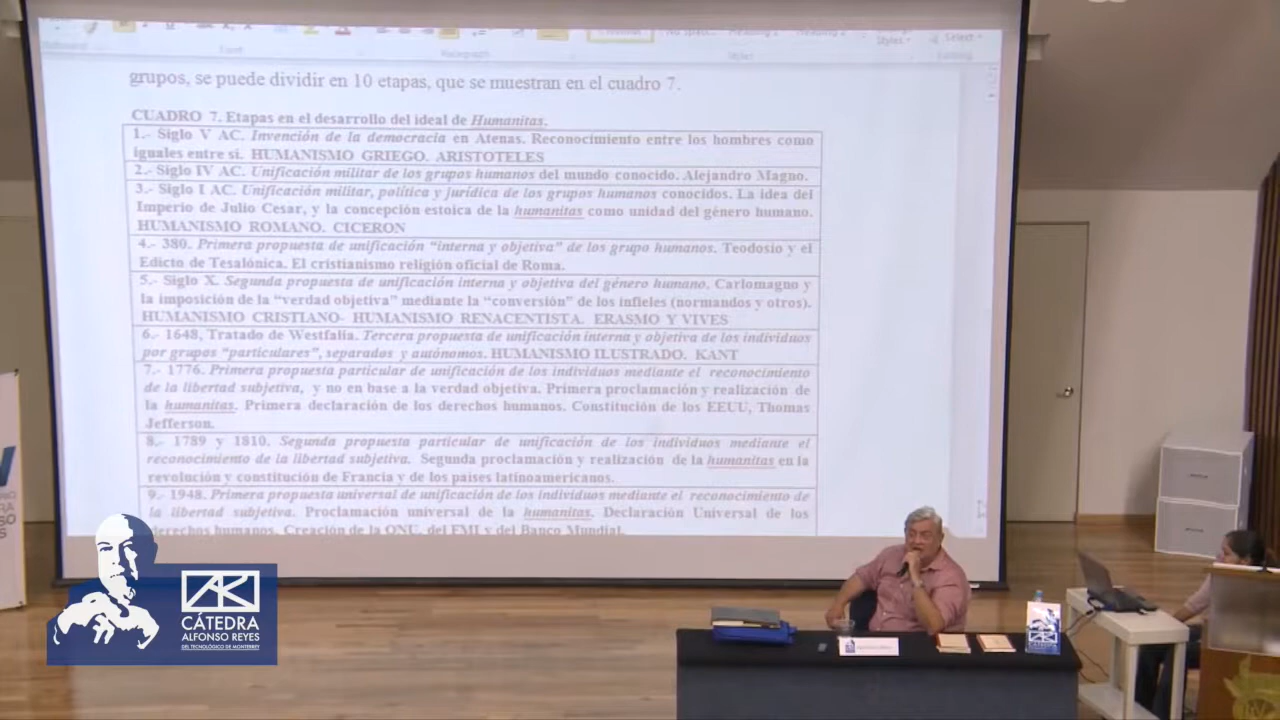 Font
Paragraph
Styles
Select
Editing
grupos, se puede dividir en 10 etapas, que se muestran en el cuadro 7.
CUADRO 7. Etapas en el desarrollo del ideal de Humanitas.
1.- Siglo V AC. Invención de la democracia en Atenas. Reconocimiento entre los hombres como
iguales entre si. HUMANISMO GRIEGO. ARISTOTELES
2.- Siglo IV AC. Unificación militar de los grupos humanos del mundo conocido. Alejandro Magno.
3.- Siglo I AC. Unificación militar, política y jurídica de los grupos humanos conocidos. La idea del
Imperio de Julio Cesar, y la concepción estoica de la humanitas como unidad del género humano.
HUMANISMO ROMANO. CICERON
4.- 380. Primera propuesta de unificación “interna y objetiva” de los grupo humanos. Teodosio y el
Edicto de Tesalónica. El cristianismo religión oficial de Roma.
5.- Siglo X. Segunda propuesta de unificación interna y objetiva del género humano. Carlomagno y
la imposición de la “verdad objetiva” mediante la “conversión” de los infieles (normandos y otros).
HUMANISMO CRISTIANO- HUMANISMO RENACENTISTA. ERASMO Y VIVES
6.- 1648, Tratado de Westfalia. Tercera propuesta de unificación interna y objetiva de los individuos
por grupos “particulares”, separados y autónomos. HUMANISMO ILUSTRADO. KANT
7.- 1776. Primera propuesta particular de unificación de los individuos mediante el reconocimiento
de la libertad subjetiva, y no en base a la verdad objetiva. Primera proclamación y realización de
la humanitas. Primera declaración de los derechos humanos. Constitución de los EEUU, Thomas
Jefferson.
8.- 1789 y 1810. Segunda propuesta particular de unificación de los individuos mediante el
reconocimiento de la libertad subjetiva. Segunda proclamación y realización de la humanitas en la
revolución y constitución de Francia y de los países latinoamericanos.
9.- 1948. Primera propuesta universal de unificación de los individuos mediante el reconocimiento de
la libertad subjetiva. Proclamación universal de la humanitas. Declaración Universal de los
derechos humanos. Creación de la ONU, del FMI y del Banco Mundial.
CÁTEDRA
ALFONSO REYES
DEL TECNOLÓGICO DE MONTERREY